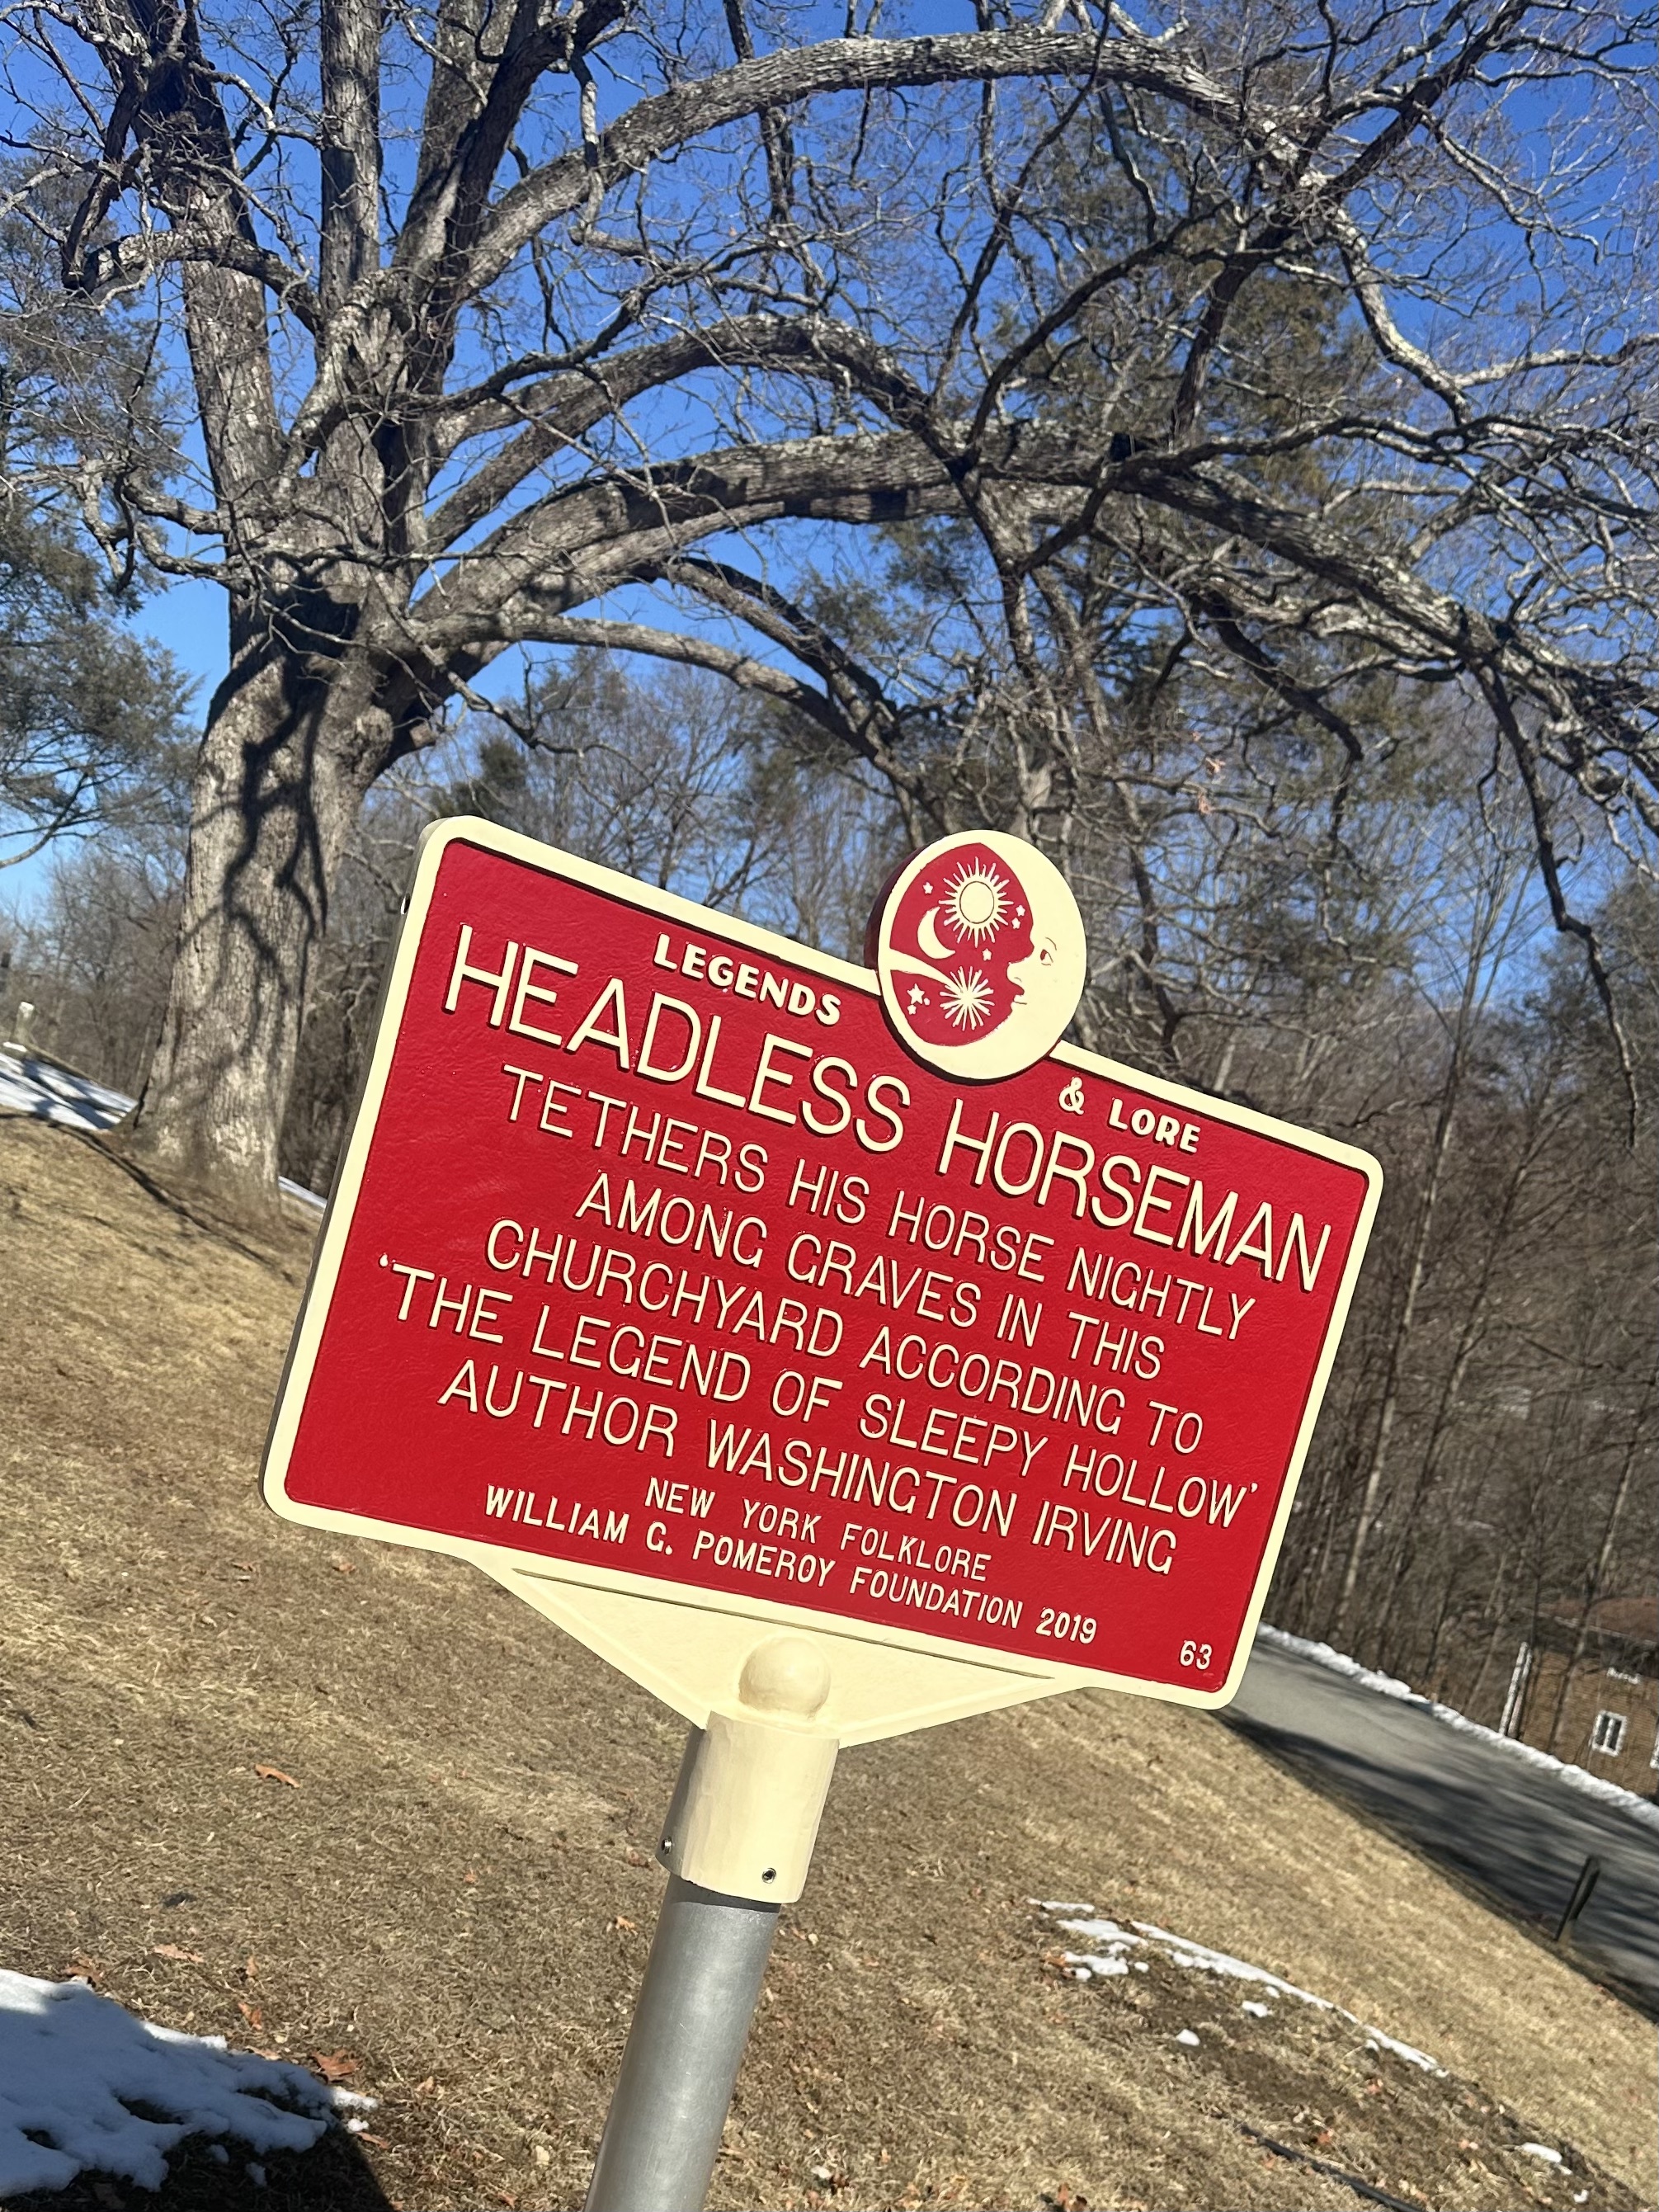 LEGENDS & LORE
HEADLESS HORSEMAN
TETHERS HIS HORSE NIGHTLY
AMONG GRAVES IN THIS
CHURCHYARD ACCORDING TO
'THE LEGEND OF SLEEPY HOLLOW'
AUTHOR WASHINGTON IRVING
NEW YORK FOLKLORE
WILLIAM G. POMEROY FOUNDATION 2019
63